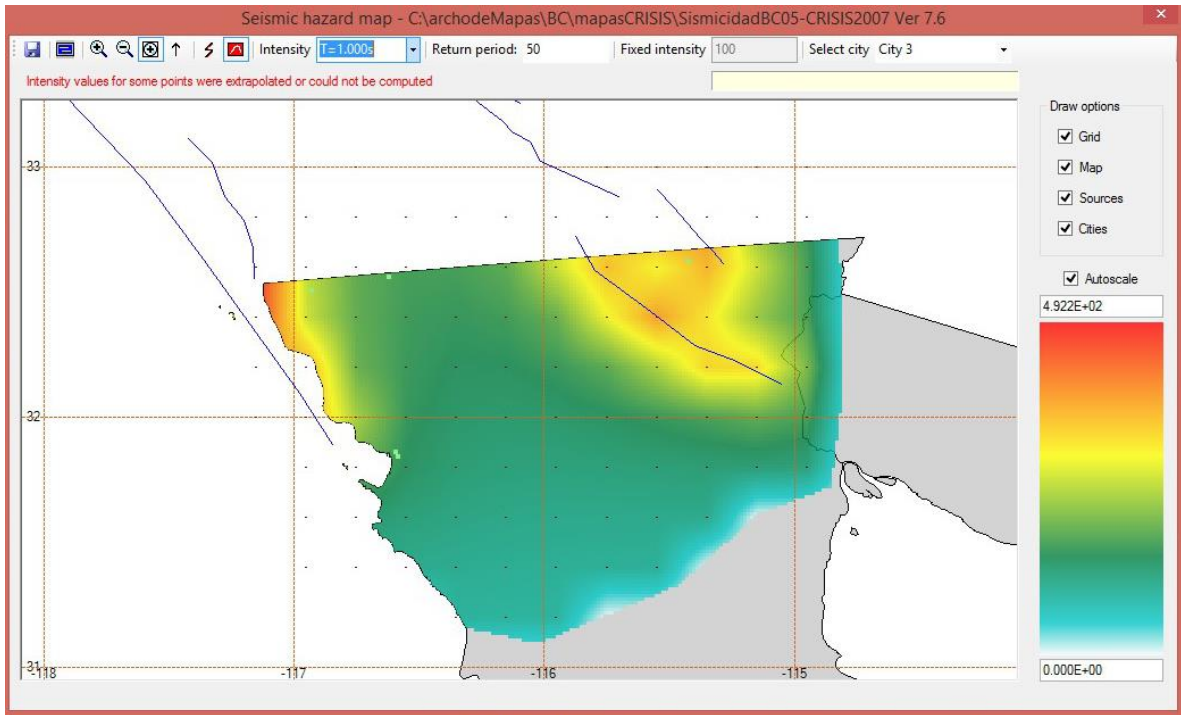 Seismic hazard map - C:\archodeMapas\BC\mapasCRISIS\SismicidadBC05-CRISIS2007 Ver 7.6
Intensity T=1.000s Return period: 50 Fixed intensity 100 Select city City 3
Intensity values for some points were extrapolated or could not be computed
Draw options
Grid
Map
Sources
Cities
Autoscale
4.922E+02
0.000E+00
33
32
31
-118 -117 -116 -115